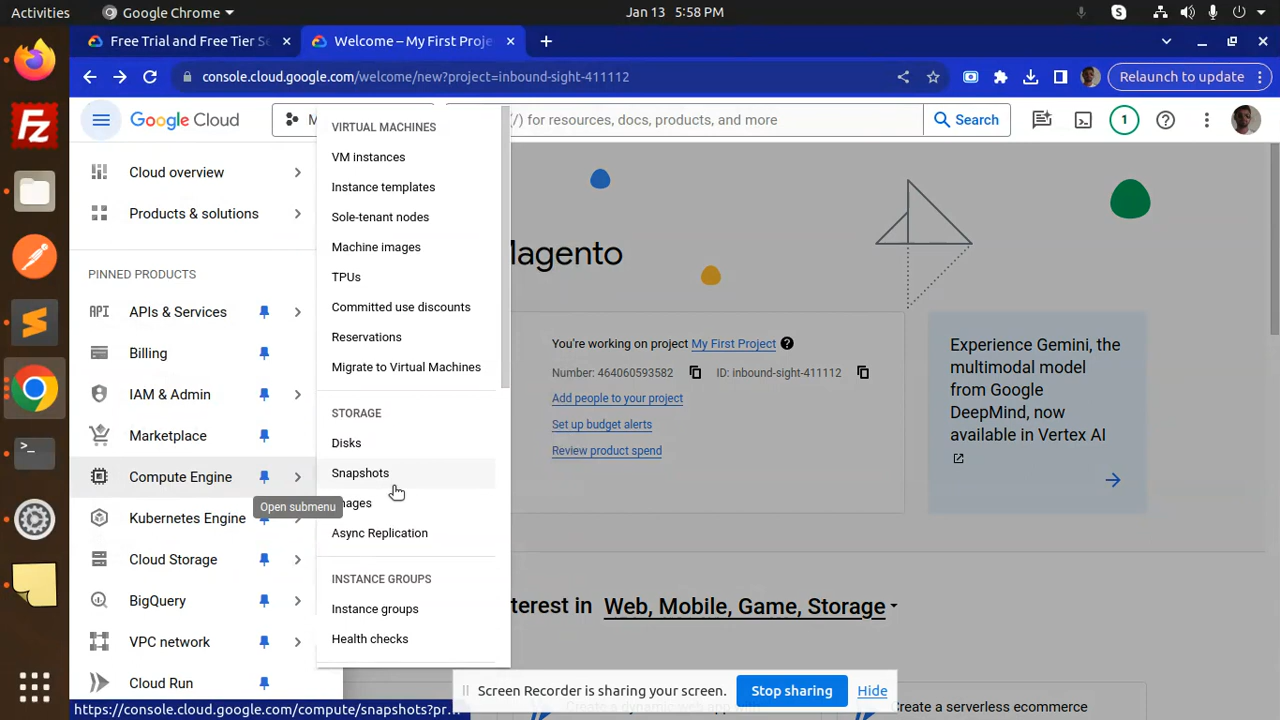 Activities
Google Chrome
Jan 13 5:58 PM
Free Trial and Free Tier Se
Welcome – My First Proje
console.cloud.google.com/welcome/new?project=inbound-sight-411112
Relaunch to update
Google Cloud
M
(/) for resources, docs, products, and more
Search
1
Cloud overview
Products & solutions
PINNED PRODUCTS
APIs & Services
Billing
IAM & Admin
Marketplace
Compute Engine
Open submenu
Kubernetes Engine
Cloud Storage
BigQuery
VPC network
Cloud Run
VIRTUAL MACHINES
VM instances
Instance templates
Sole-tenant nodes
Machine images
TPUs
Committed use discounts
Reservations
Migrate to Virtual Machines
STORAGE
Disks
Snapshots
mages
Async Replication
INSTANCE GROUPS
Instance groups
Health checks
Magento
You're working on project My First Project
Number: 464060593582 ID: inbound-sight-411112
Add people to your project
Set up budget alerts
Review product spend
Experience Gemini, the
multimodal model
from Google
DeepMind, now
available in Vertex AI
terest in Web, Mobile, Game, Storage
Screen Recorder is sharing your screen. Stop sharing Hide
Create a serverless ecommerce
https://console.cloud.google.com/compute/snapshots?pr...